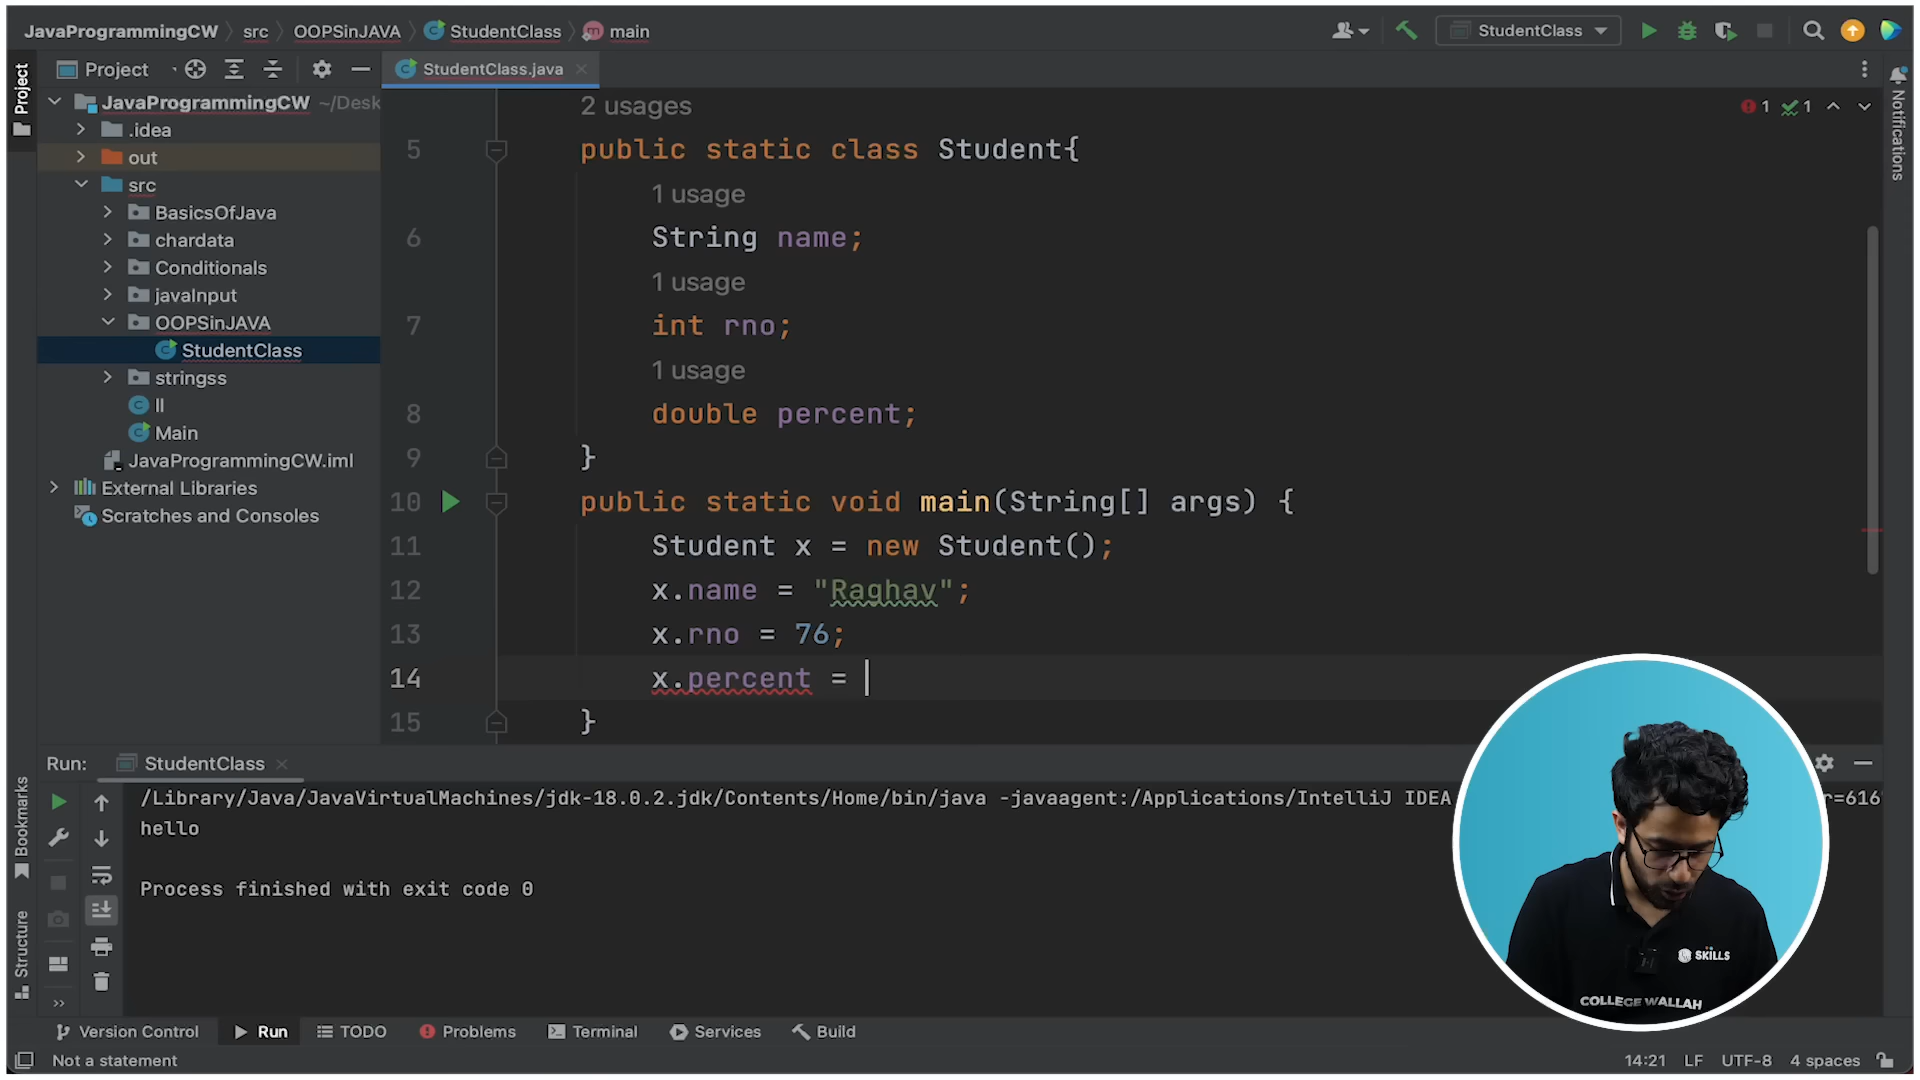 JavaProgrammingCW > src > OOPSinJAVA > StudentClass > main
StudentClass
Project
Project
StudentClass.java
Notifications
JavaProgrammingCW ~/Desk
.idea
out
src
BasicsOfJava
chardata
Conditionals
javaInput
OOPSinJAVA
StudentClass
stringss
ll
Main
JavaProgrammingCW.iml
External Libraries
Scratches and Consoles
1 1
2 usages
5 public static class Student{
1 usage
6 String name;
1 usage
7 int rno;
1 usage
8 double percent;
9 }
10 public static void main(String[] args) {
11 Student x = new Student();
12 x.name = "Raghav";
13 x.rno = 76;
14 x.percent =
15 }
Run: StudentClass
Bookmarks
Structure
/Library/Java/JavaVirtualMachines/jdk-18.0.2.jdk/Contents/Home/bin/java -javaagent:/Applications/IntelliJ IDEA
r=616
hello
Process finished with exit code 0
SKILLS
COLLEGE WALLAH
Version Control Run TODO Problems Terminal Services Build
Not a statement
14:21 LF UTF-8 4 spaces